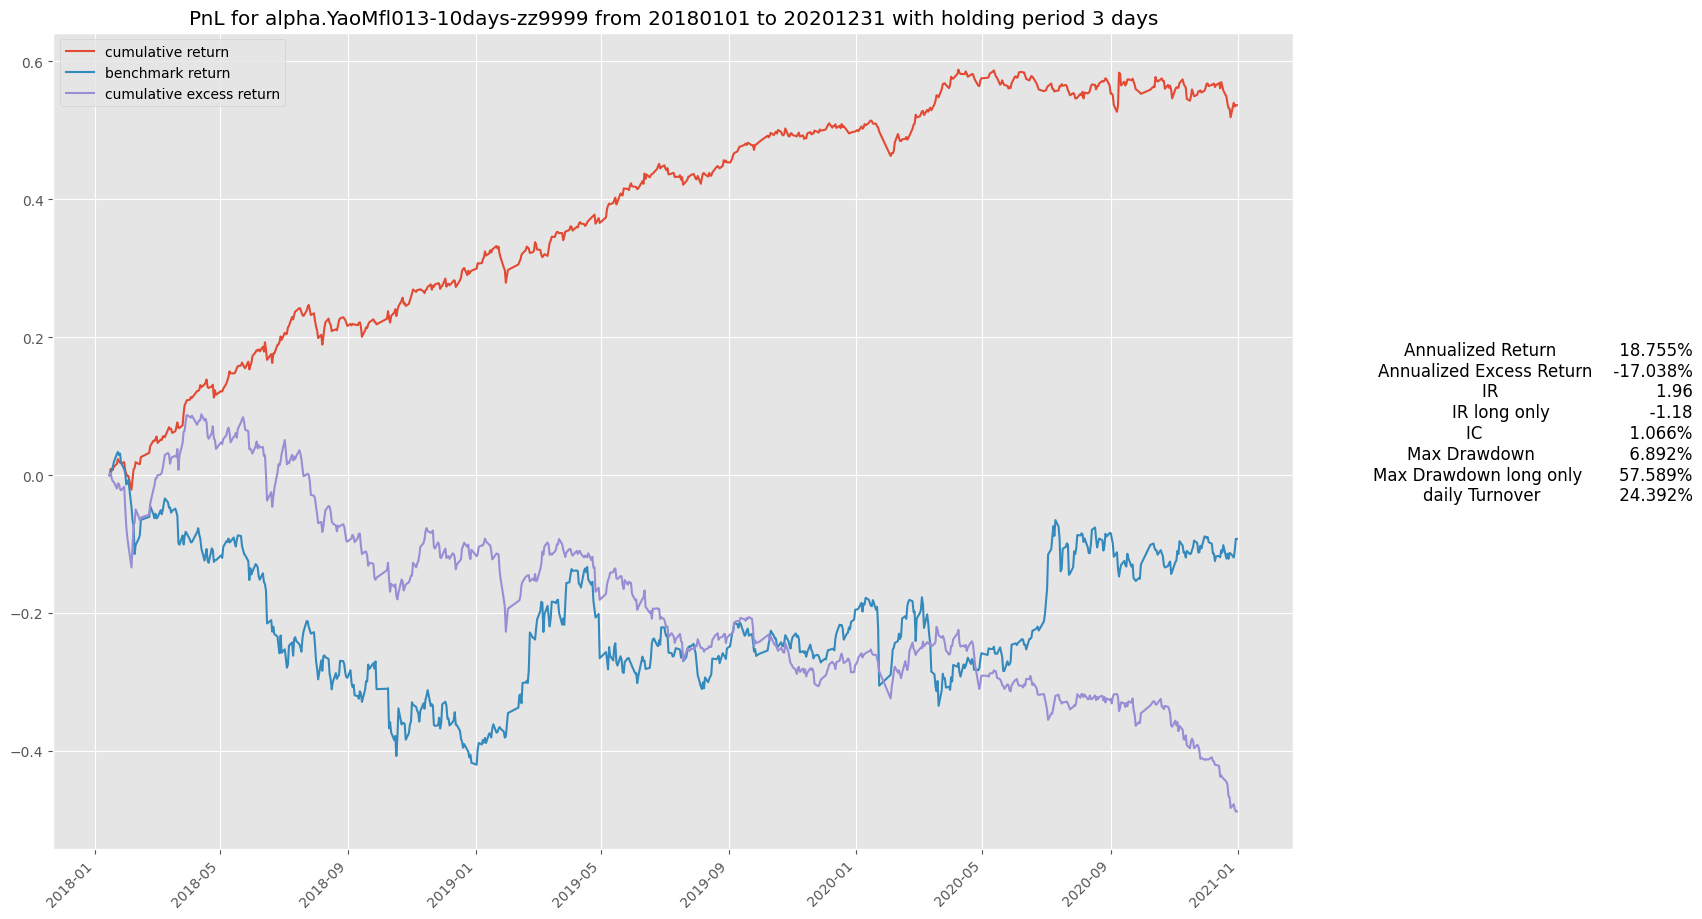 PnL for alpha.YaoMfl013-10days-zz9999 from 20180101 to 20201231 with holding period 3 days
cumulative return
benchmark return
cumulative excess return
0.6
0.4
0.2
0.0
−0.2
−0.4
2018-01
2018-05
2018-09
2019-01
2019-05
2019-09
2020-01
2020-05
2020-09
2021-01
Annualized Return 18.755%
Annualized Excess Return -17.038%
IR 1.96
IR long only -1.18
IC 1.066%
Max Drawdown 6.892%
Max Drawdown long only 57.589%
daily Turnover 24.392%